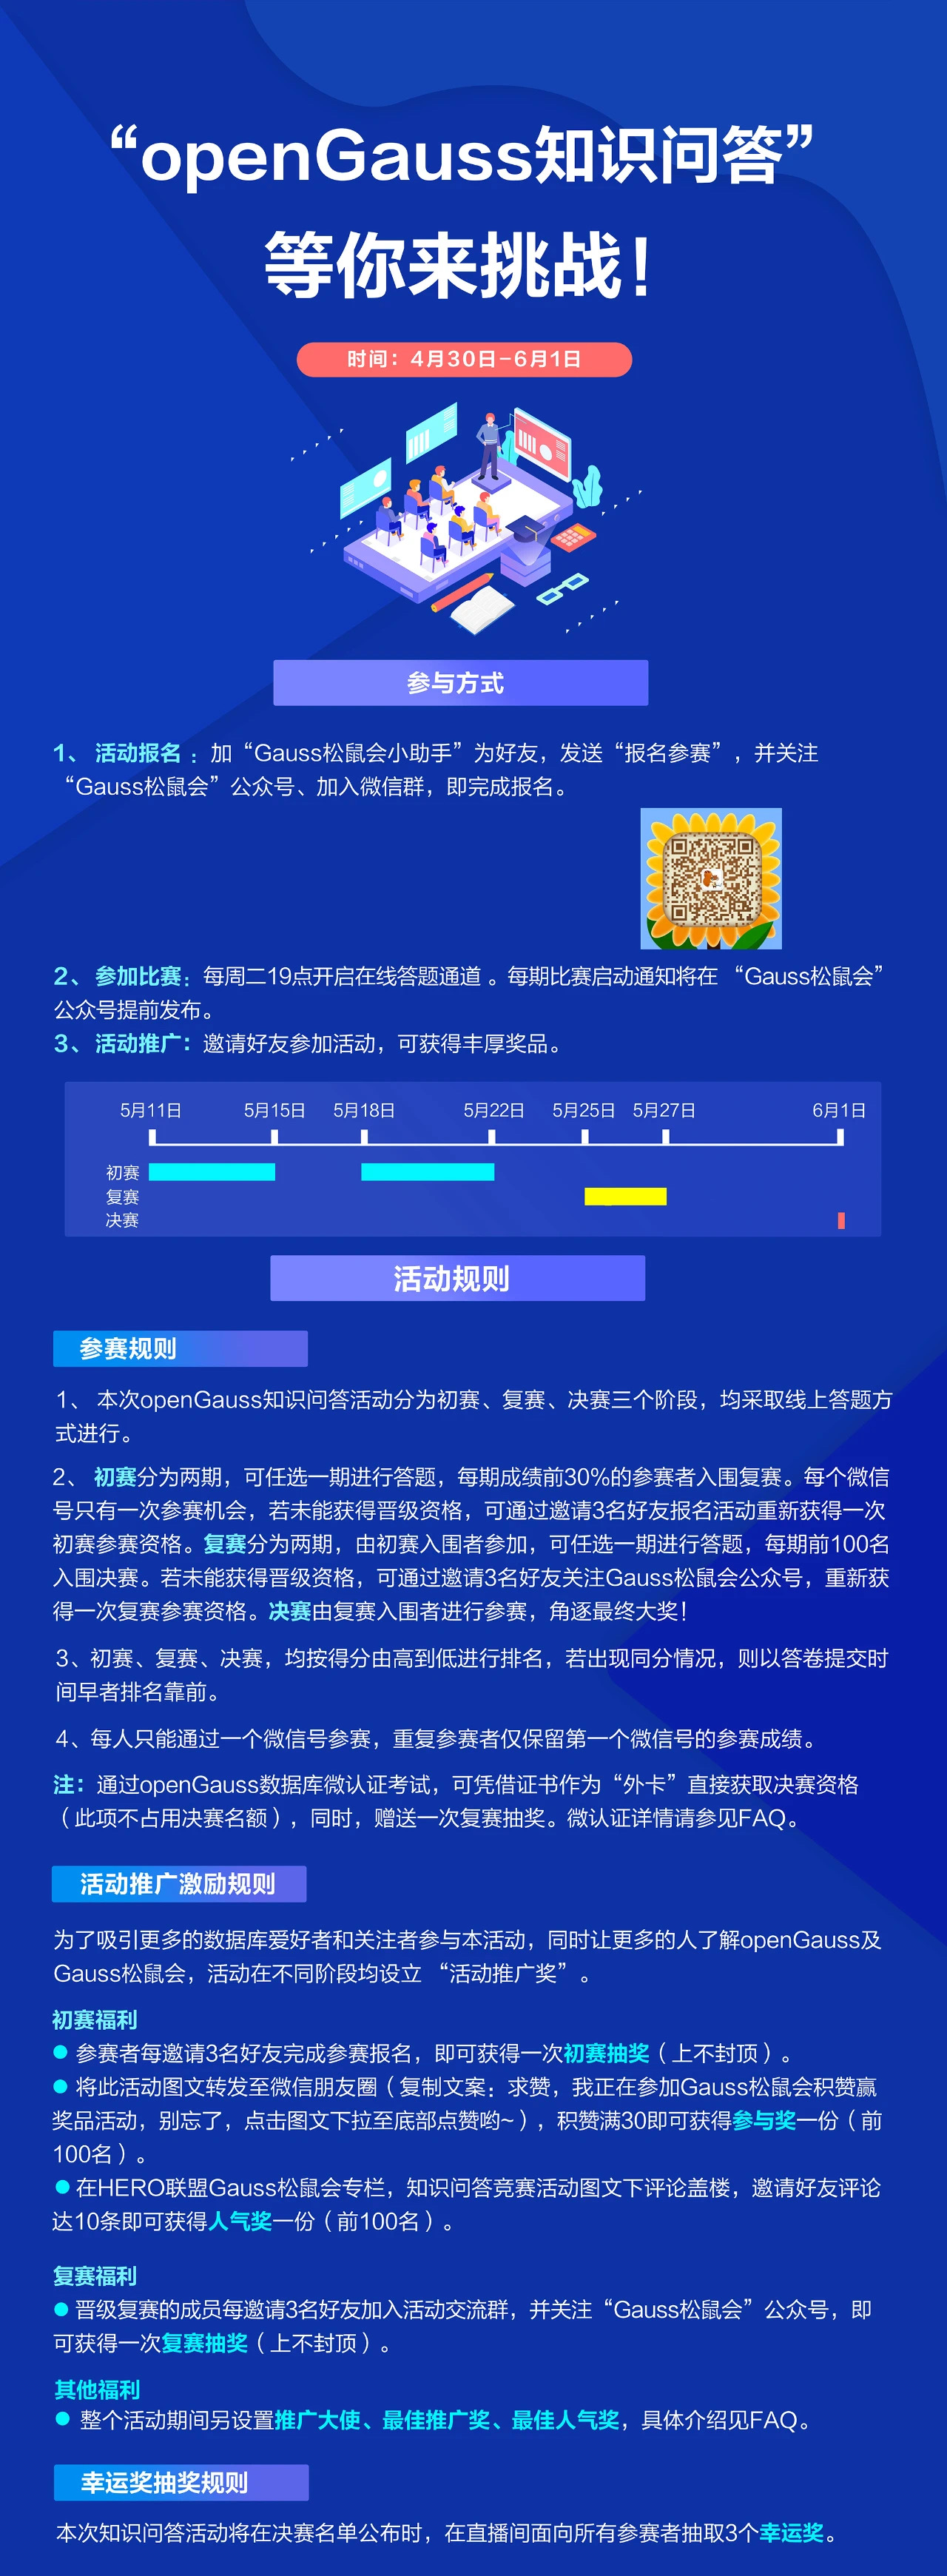 “openGauss知识问答”
等你来挑战！
时间：4月30日-6月1日
参与方式
1、 活动报名 ： 加“Gauss松鼠会小助手”为好友，发送“报名参赛”，并关注
“Gauss松鼠会”公众号、加入微信群，即完成报名。
2、 参加比赛：每周二19点开启在线答题通道 。每期比赛启动通知将在 “Gauss松鼠会”
公众号提前发布。
3、 活动推广：邀请好友参加活动，可获得丰厚奖品。
5月11日 5月15日 5月18日 5月22日 5月25日 5月27日 6月1日
初赛
复赛
决赛
活动规则
参赛规则
1、 本次openGauss知识问答活动分为初赛、复赛、决赛三个阶段，均采取线上答题方
式进行。
2、 初赛分为两期，可任选一期进行答题，每期成绩前30%的参赛者入围复赛。每个微信
号只有一次参赛机会，若未能获得晋级资格，可通过邀请3名好友报名活动重新获得一次
初赛参赛资格。复赛分为两期，由初赛入围者参加，可任选一期进行答题，每期前100名
入围决赛。若未能获得晋级资格，可通过邀请3名好友关注Gauss松鼠会公众号，重新获
得一次复赛参赛资格。决赛由复赛入围者进行参赛，角逐最终大奖！
3、初赛、复赛、决赛，均按得分由高到低进行排名，若出现同分情况，则以答卷提交时
间早者排名靠前。
4、每人只能通过一个微信号参赛，重复参赛者仅保留第一个微信号的参赛成绩。
注：通过openGauss数据库微认证考试，可凭借证书作为“外卡”直接获取决赛资格
（此项不占用决赛名额），同时，赠送一次复赛抽奖。微认证详情请参见FAQ。
活动推广激励规则
为了吸引更多的数据库爱好者和关注者参与本活动，同时让更多的人了解openGauss及
Gauss松鼠会，活动在不同阶段均设立 “活动推广奖”。
初赛福利
● 参赛者每邀请3名好友完成参赛报名，即可获得一次初赛抽奖（上不封顶）。
● 将此活动图文转发至微信朋友圈（复制文案：求赞，我正在参加Gauss松鼠会积赞赢
奖品活动，别忘了，点击图文下拉至底部点赞哟~），积赞满30即可获得参与奖一份（前
100名）。
● 在HERO联盟Gauss松鼠会专栏，知识问答竞赛活动图文下评论盖楼，邀请好友评论
达10条即可获得人气奖一份（前100名）。
复赛福利
● 晋级复赛的成员每邀请3名好友加入活动交流群，并关注“Gauss松鼠会”公众号，即
可获得一次复赛抽奖（上不封顶）。
其他福利
● 整个活动期间另设置推广大使、最佳推广奖、最佳人气奖，具体介绍见FAQ。
幸运奖抽奖规则
本次知识问答活动将在决赛名单公布时，在直播间面向所有参赛者抽取3个幸运奖。